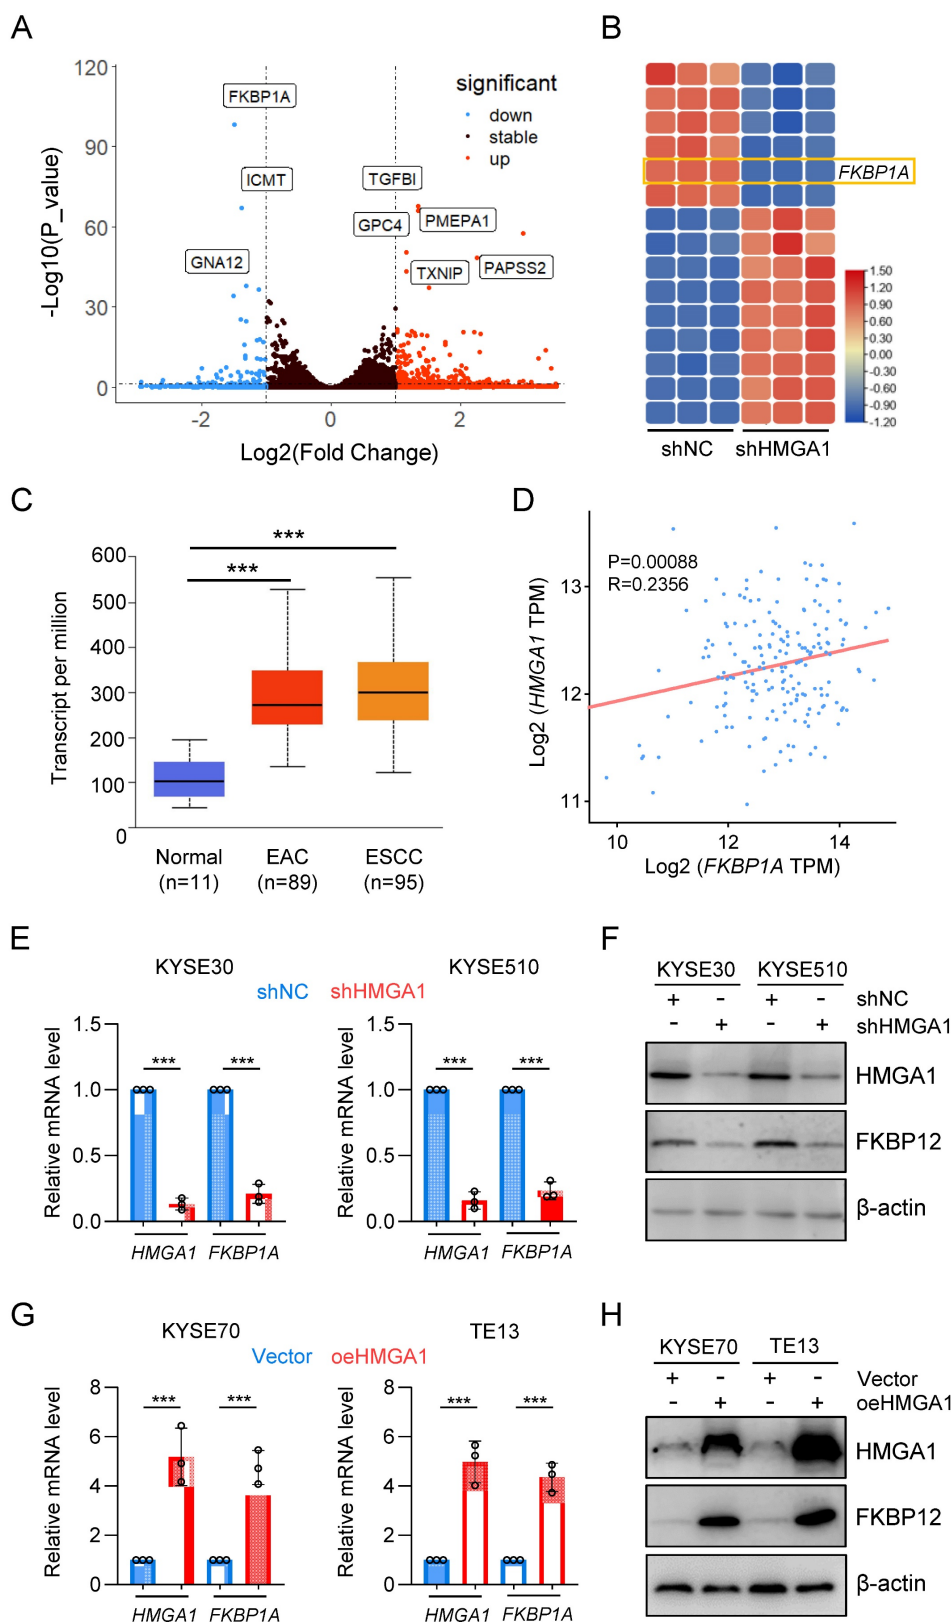 A
120
90
60
30
0
-Log10(P_value)
-2
0
2
Log2(Fold Change)
significant
down
stable
up
FKBP1A
ICMT
GNA12
TGFBI
GPC4
PMEPA1
TXNIP
PAPSS2
B
FKBP1A
1.50
1.20
0.90
0.60
0.30
0.00
-0.30
-0.60
-0.90
-1.20
shNC shHMGA1
C
***
***
600
500
400
300
200
100
0
Transcript per million
Normal
(n=11)
EAC
(n=89)
ESCC
(n=95)
D
P=0.00088
R=0.2356
13
12
11
Log2 (HMGA1 TPM)
10
12
14
Log2 (FKBP1A TPM)
E
KYSE30
KYSE510
shNC shHMGA1
Relative mRNA level
1.5
1.0
0.5
0.0
***
***
HMGA1 FKBP1A
Relative mRNA level
1.5
1.0
0.5
0.0
***
***
HMGA1 FKBP1A
F
KYSE30 KYSE510
+ - + - shNC
- + - + shHMGA1
HMGA1
FKBP12
β-actin
G
KYSE70
TE13
Vector oeHMGA1
Relative mRNA level
8
6
4
2
0
***
***
HMGA1 FKBP1A
Relative mRNA level
8
6
4
2
0
***
***
HMGA1 FKBP1A
H
KYSE70 TE13
+ - + - Vector
- + - + oeHMGA1
HMGA1
FKBP12
β-actin